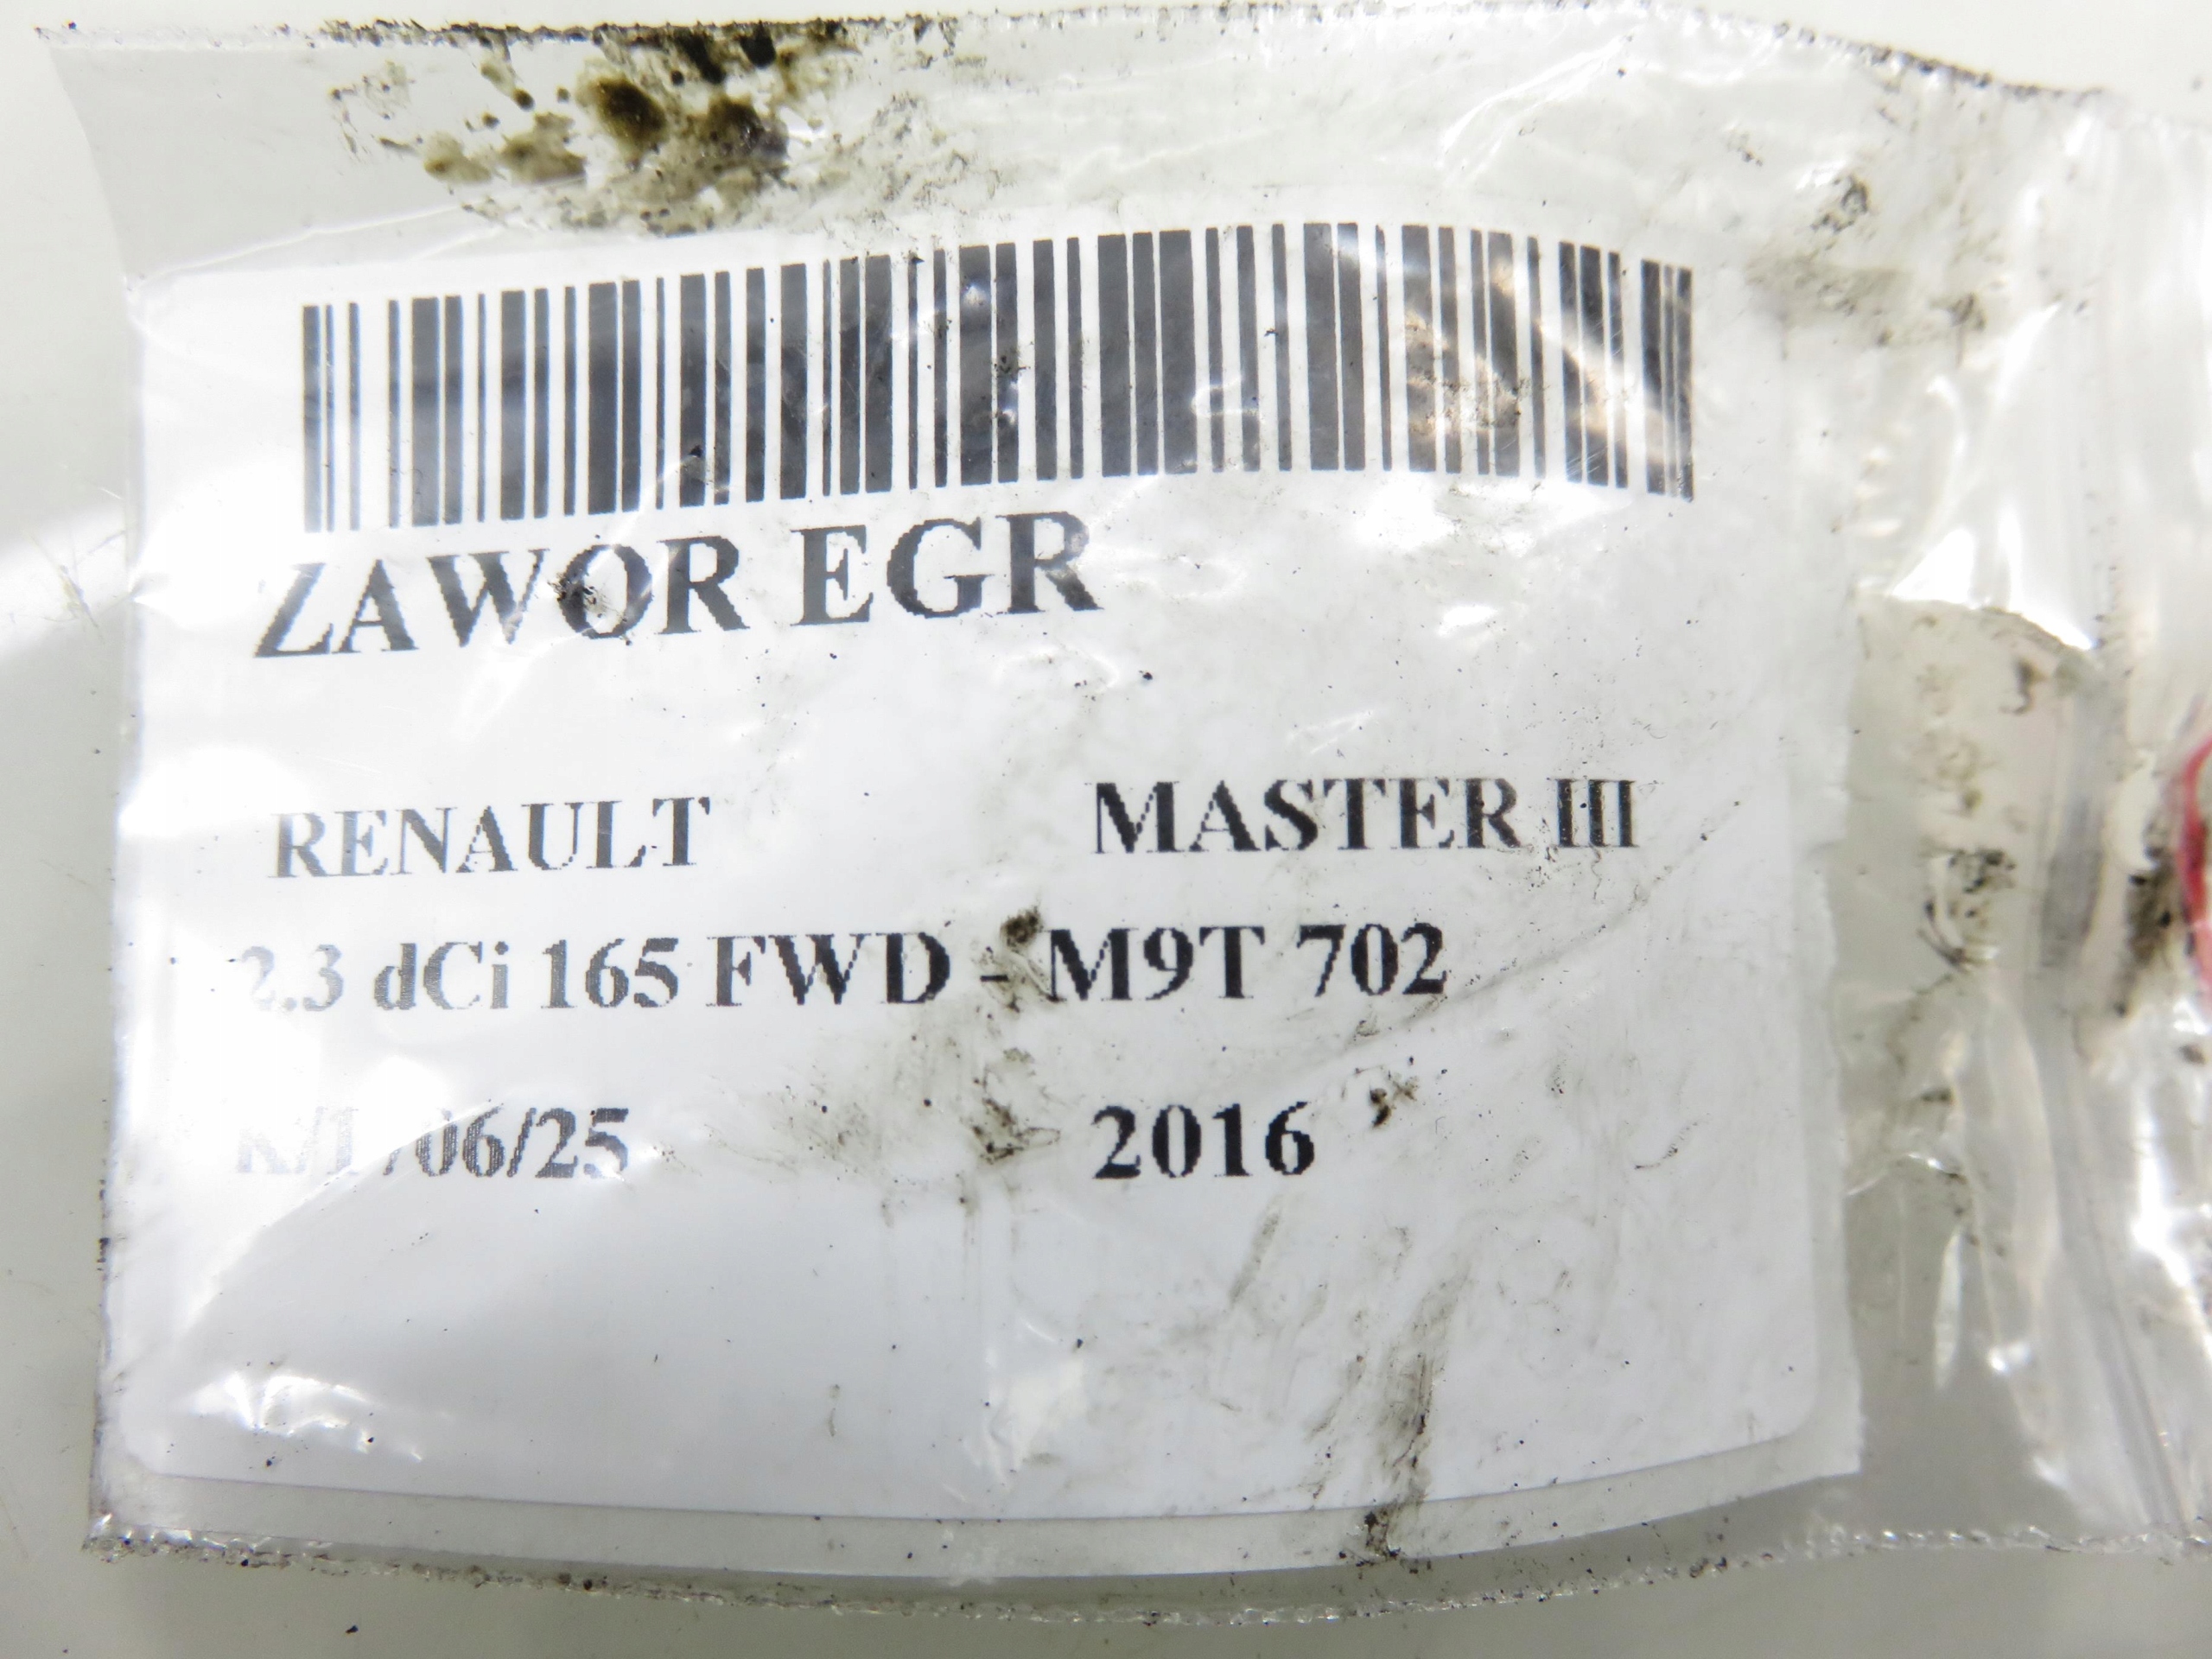 ZAWOR EGR
RENAULT MASTER III
2.3 dCi 165 FWD - M9T 702
2016